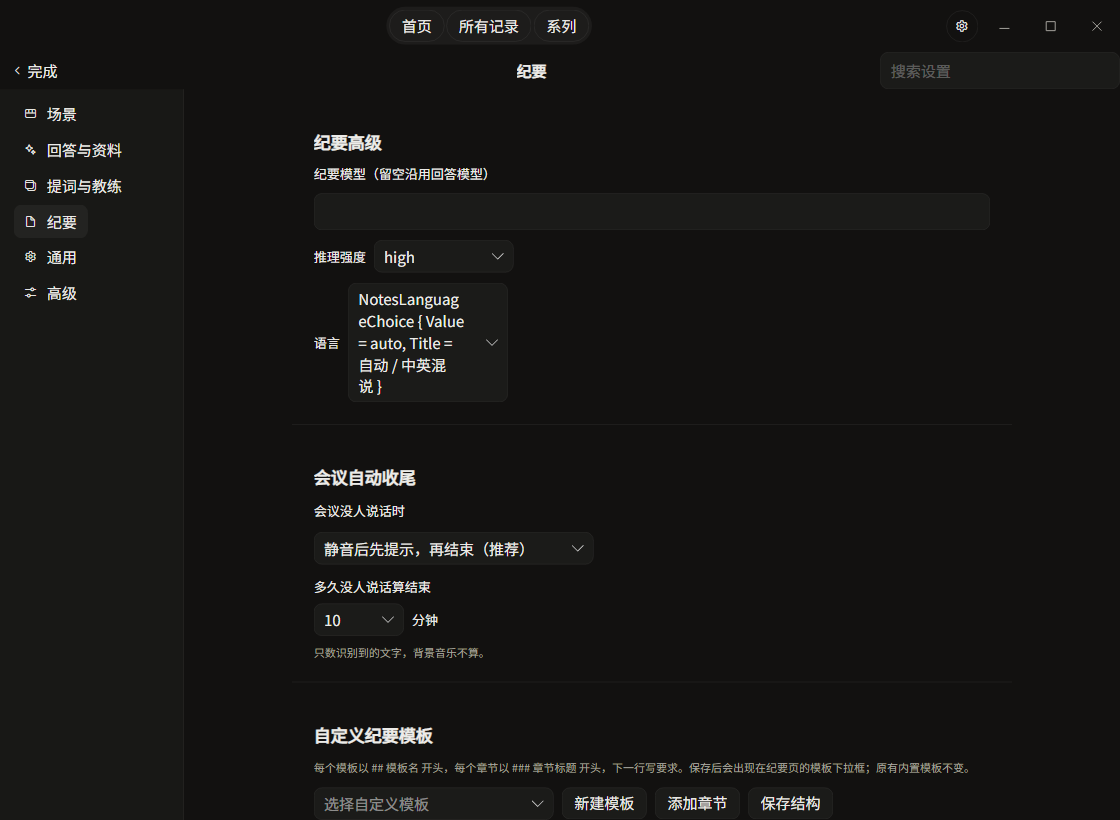 首页 所有记录 系列
完成
纪要
搜索设置
场景
回答与资料
提词与教练
纪要
通用
高级
纪要高级
纪要模型（留空沿用回答模型）
推理强度 high
语言
NotesLanguag
eChoice { Value
= auto, Title =
自动 / 中英混
说 }
会议自动收尾
会议没人说话时
静音后先提示，再结束（推荐）
多久没人说话算结束
10 分钟
只数识别到的文字，背景音乐不算。
自定义纪要模板
每个模板以 ## 模板名 开头，每个章节以 ### 章节标题 开头，下一行写要求。保存后会出现在纪要页的模板下拉框；原有内置模板不变。
选择自定义模板 新建模板 添加章节 保存结构